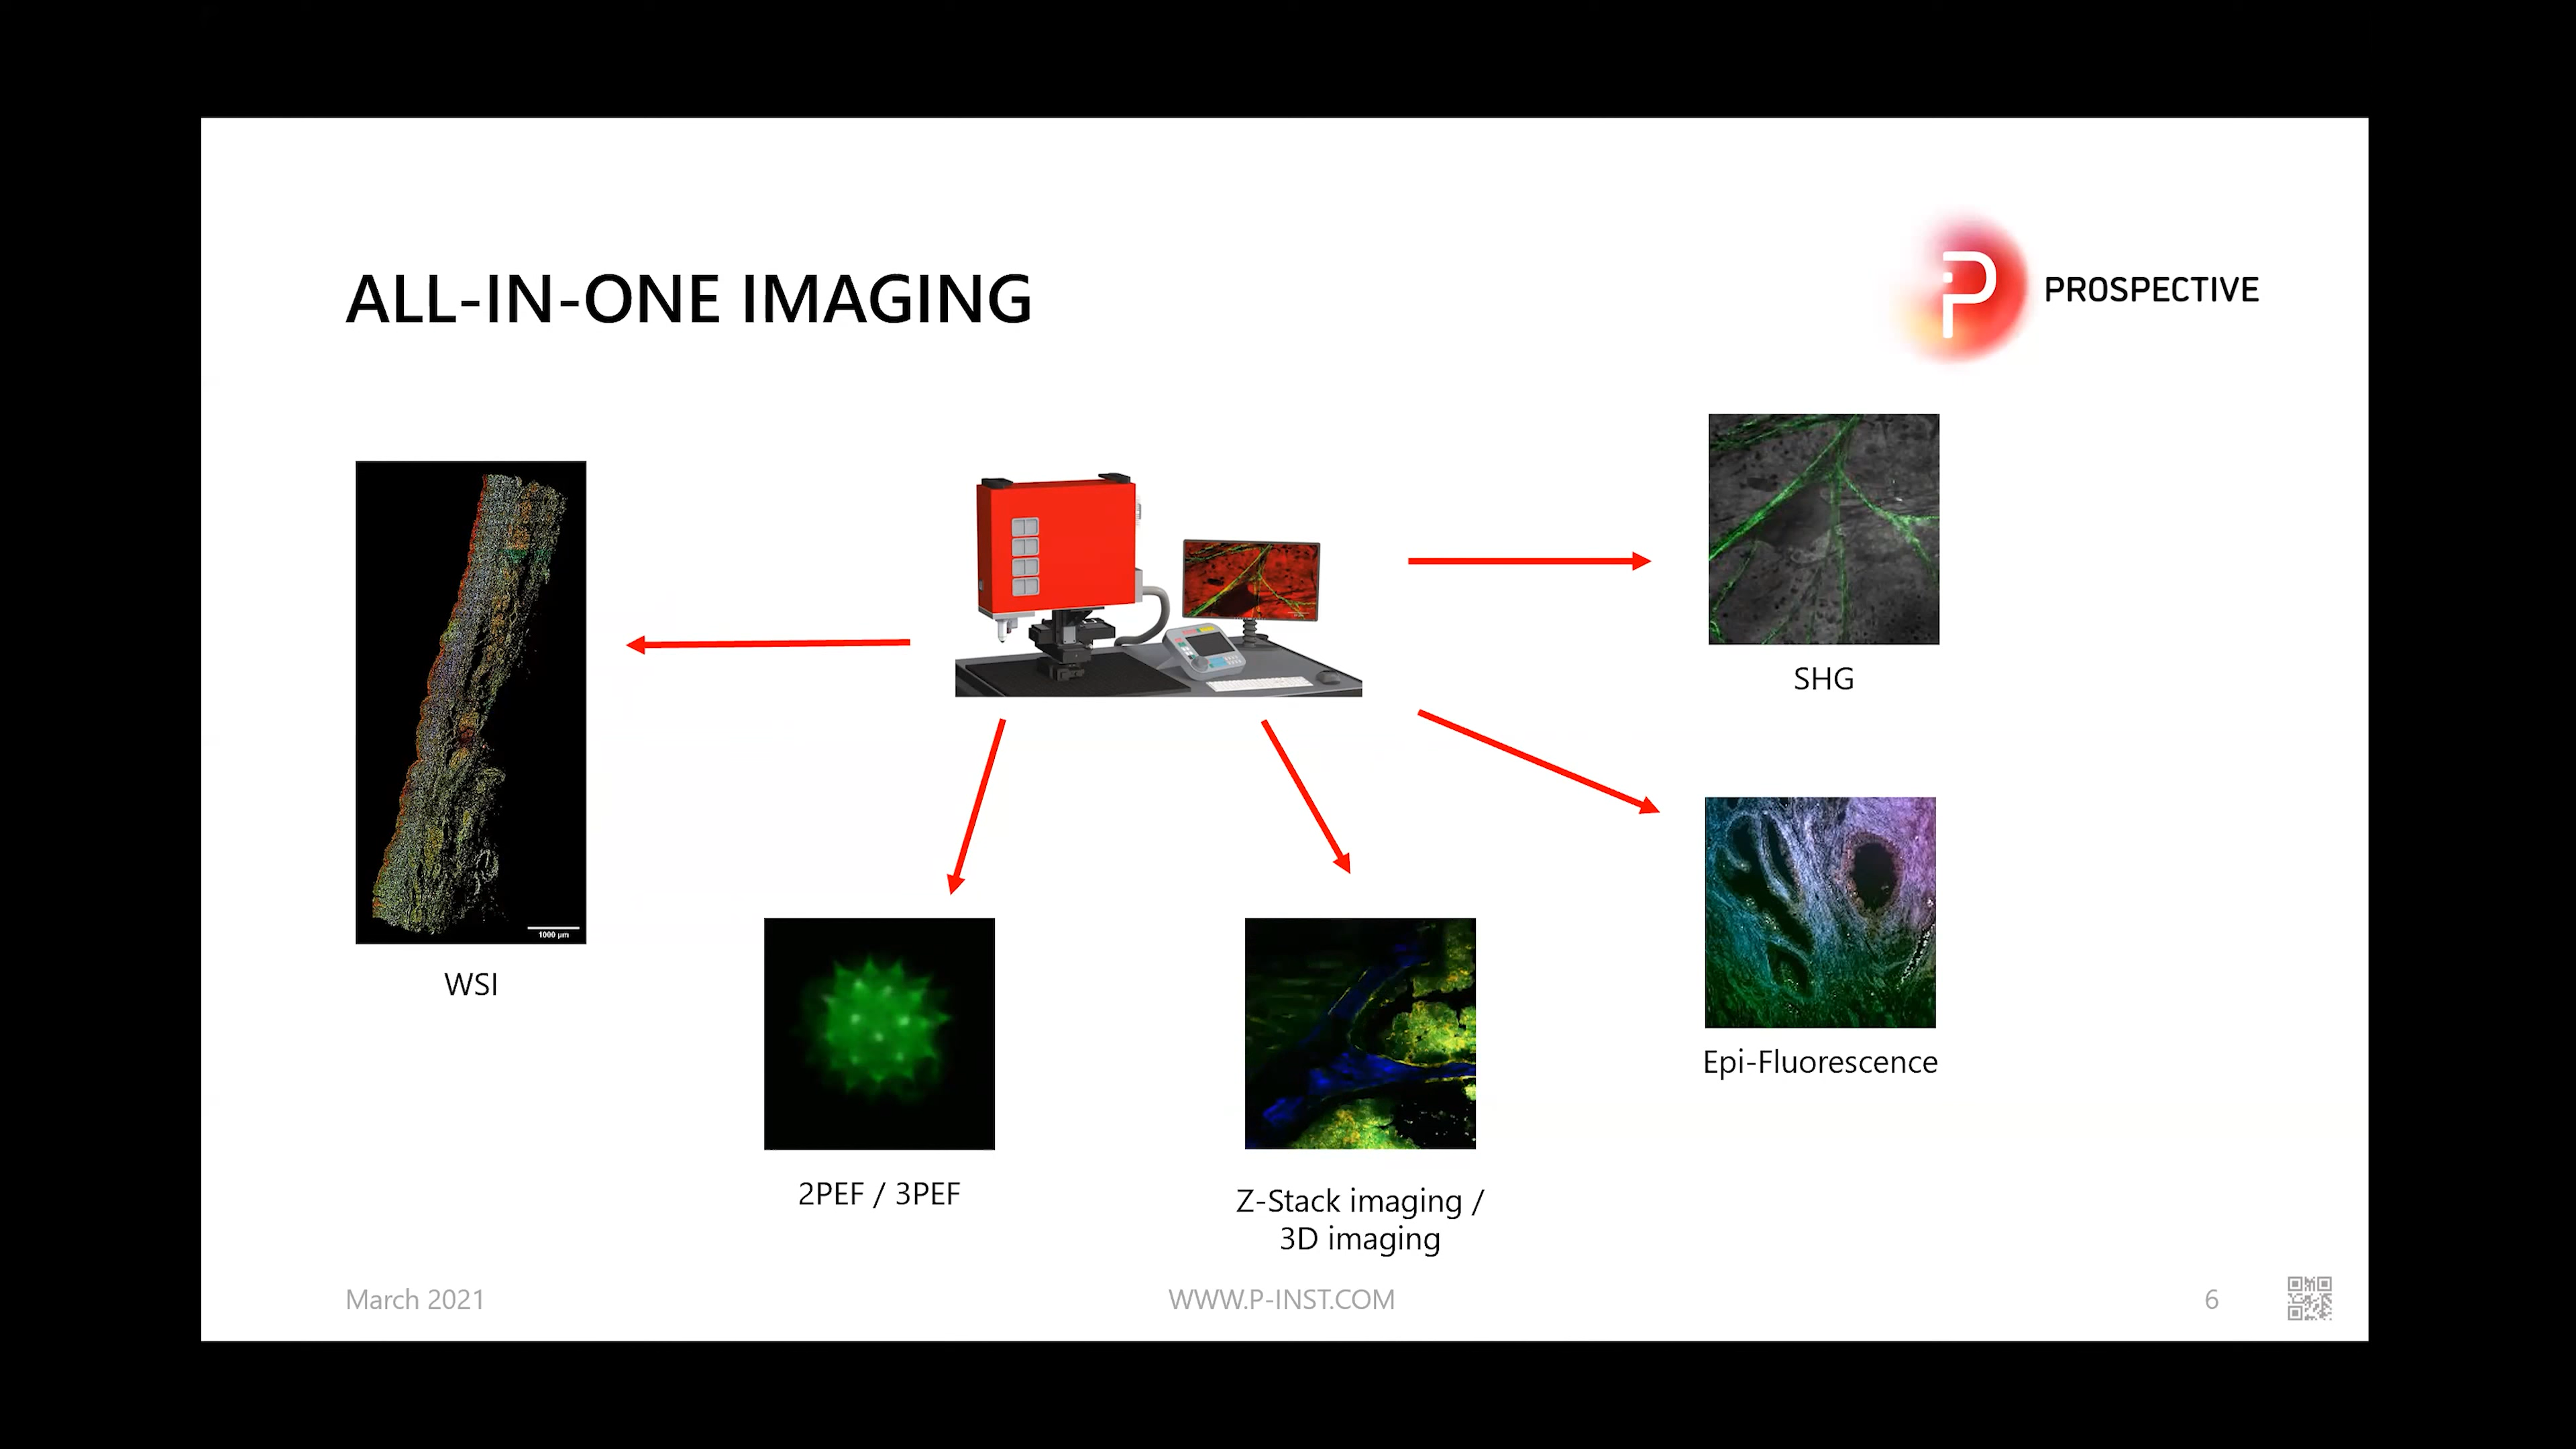 ALL-IN-ONE IMAGING
PROSPECTIVE
1000 µm
WSI
2PEF / 3PEF
Z-Stack imaging /
3D imaging
SHG
Epi-Fluorescence
March 2021
WWW.P-INST.COM
6